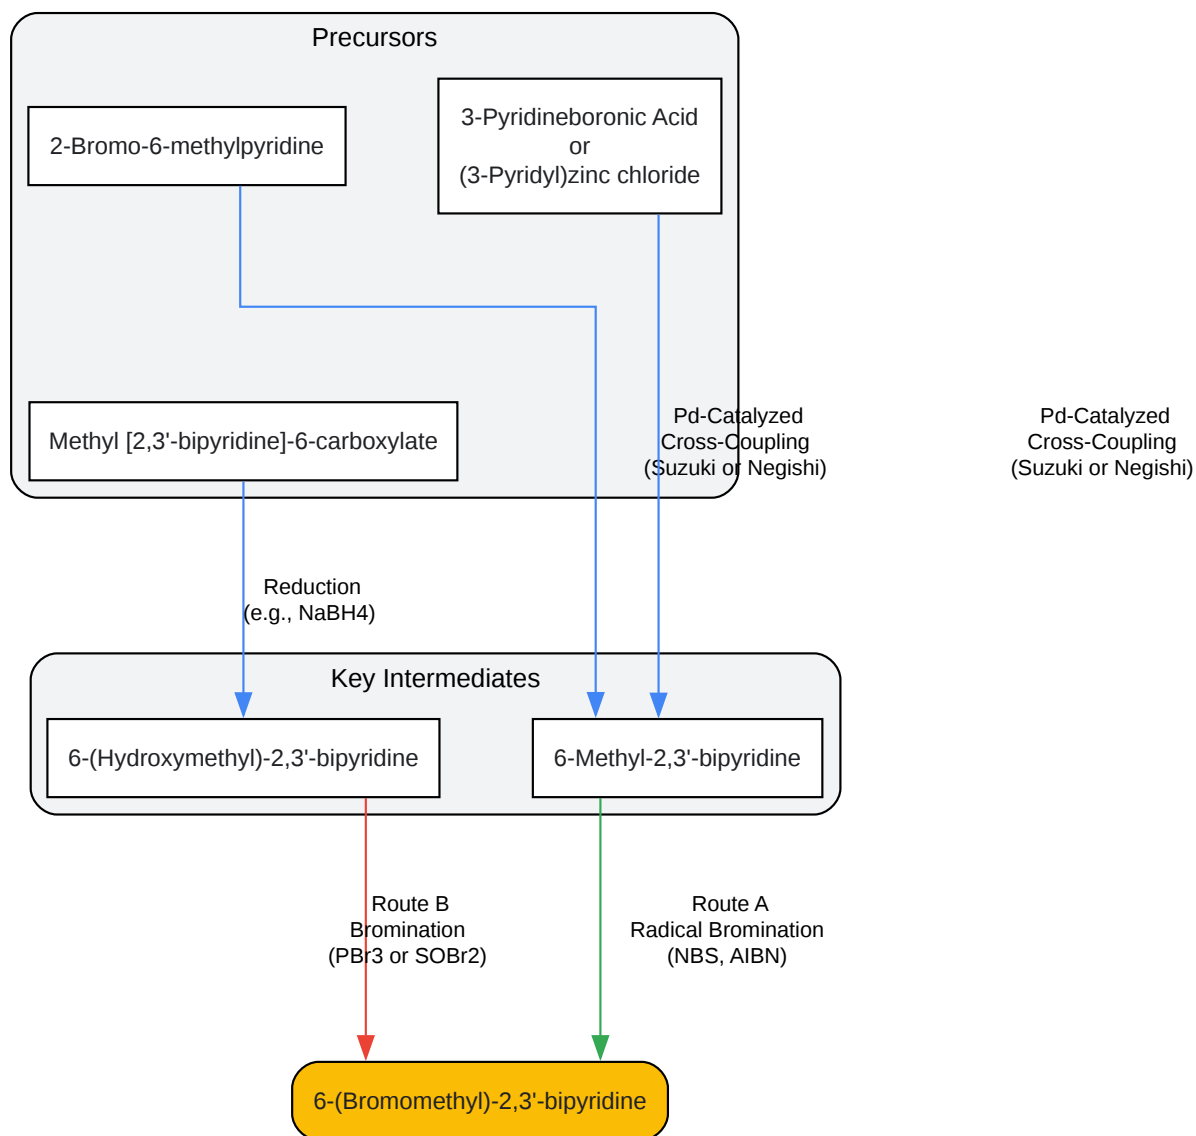 Precursors
2-Bromo-6-methylpyridine
3-Pyridineboronic Acid
or
(3-Pyridyl)zinc chloride
Methyl [2,3'-bipyridine]-6-carboxylate
Pd-Catalyzed
Cross-Coupling
(Suzuki or Negishi)
Pd-Catalyzed
Cross-Coupling
(Suzuki or Negishi)
Reduction
(e.g., NaBH4)
Key Intermediates
6-(Hydroxymethyl)-2,3'-bipyridine
6-Methyl-2,3'-bipyridine
Route B
Bromination
(PBr3 or SOBr2)
Route A
Radical Bromination
(NBS, AIBN)
6-(Bromomethyl)-2,3'-bipyridine